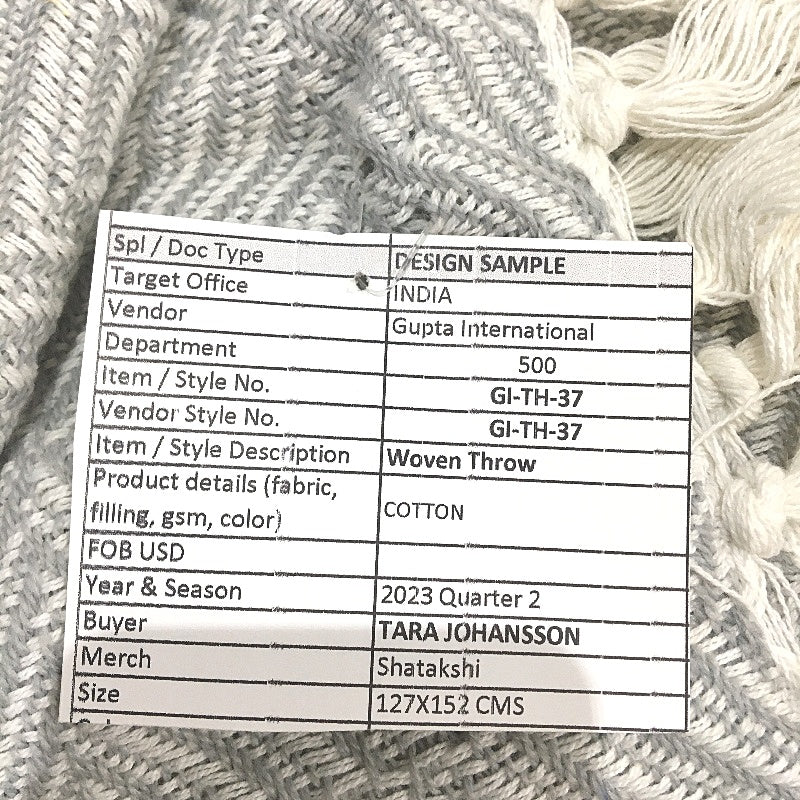 Spl / Doc Type DESIGN SAMPLE
Target Office INDIA
Vendor Gupta International
Department 500
Item / Style No. GI-TH-37
Vendor Style No. GI-TH-37
Item / Style Description Woven Throw
Product details (fabric,
filling, gsm, color) COTTON
FOB USD
Year & Season 2023 Quarter 2
Buyer TARA JOHANSSON
Merch Shatakshi
Size 127X152 CMS